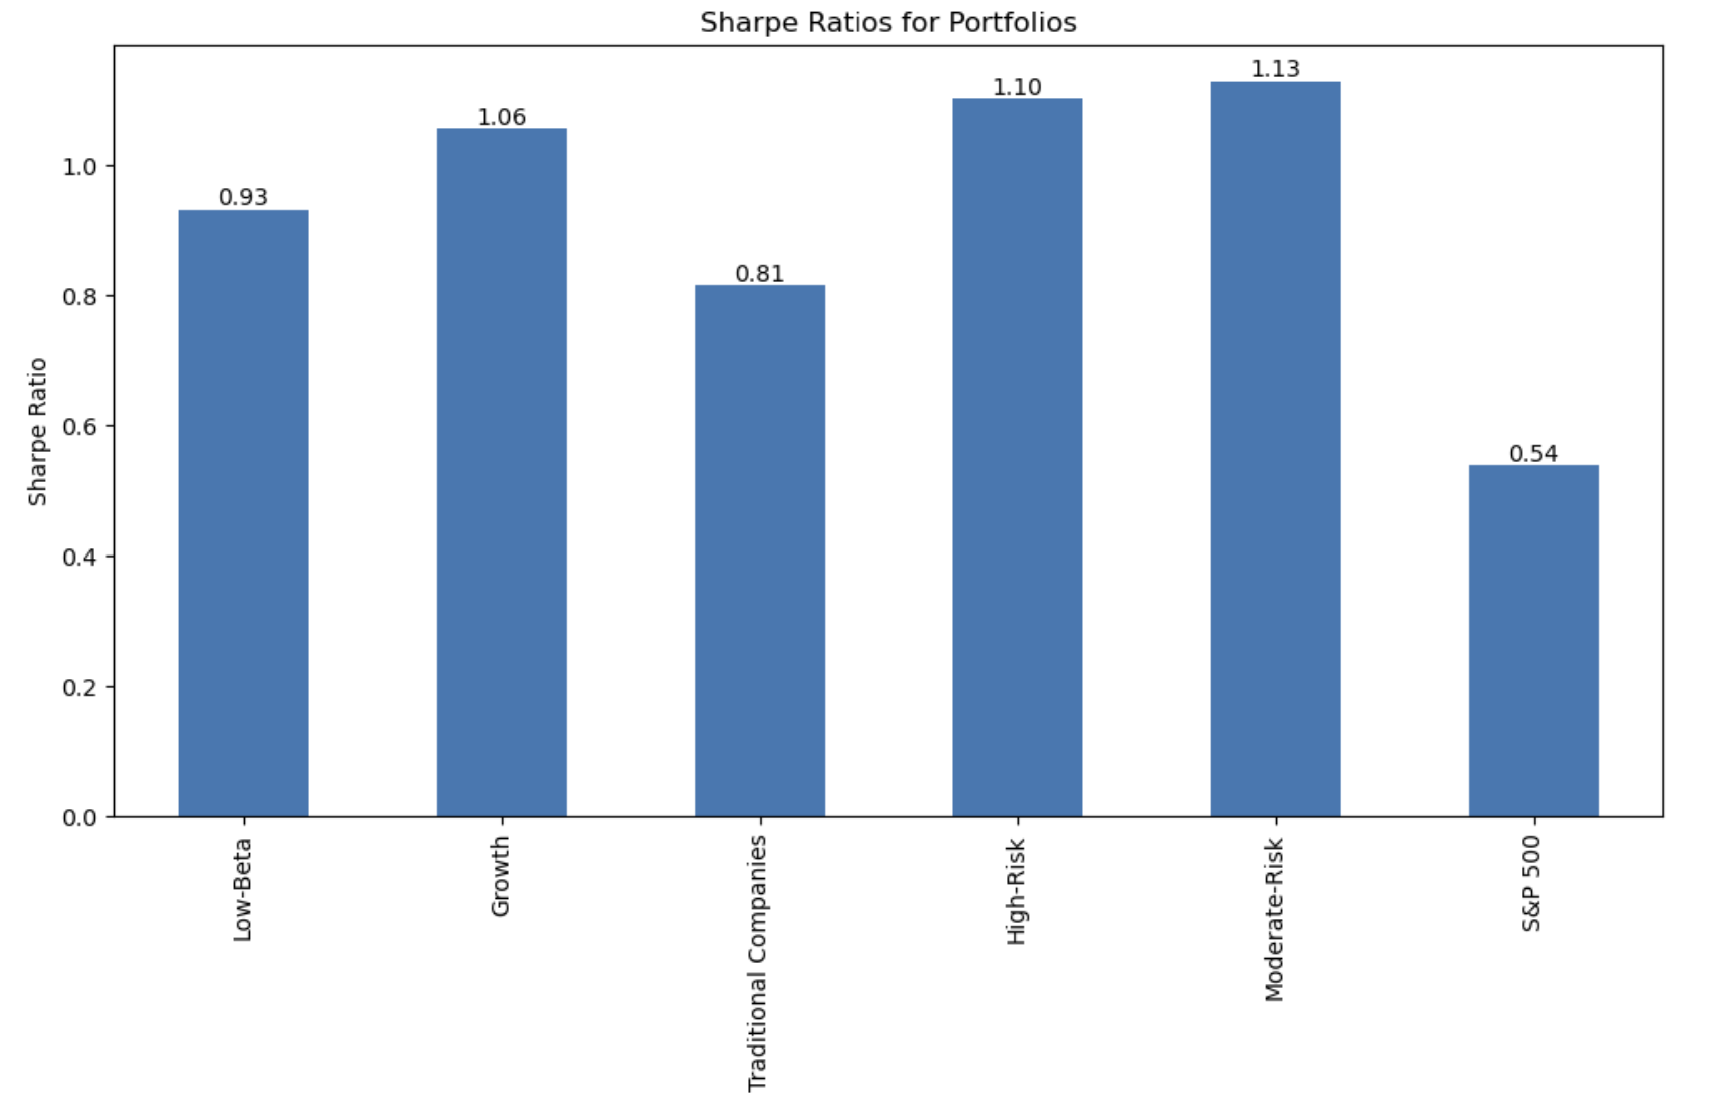 Sharpe Ratios for Portfolios
Sharpe Ratio
1.0
0.8
0.6
0.4
0.2
0.0
0.93
1.06
0.81
1.10
1.13
0.54
Low-Beta
Growth
Traditional Companies
High-Risk
Moderate-Risk
S&P 500